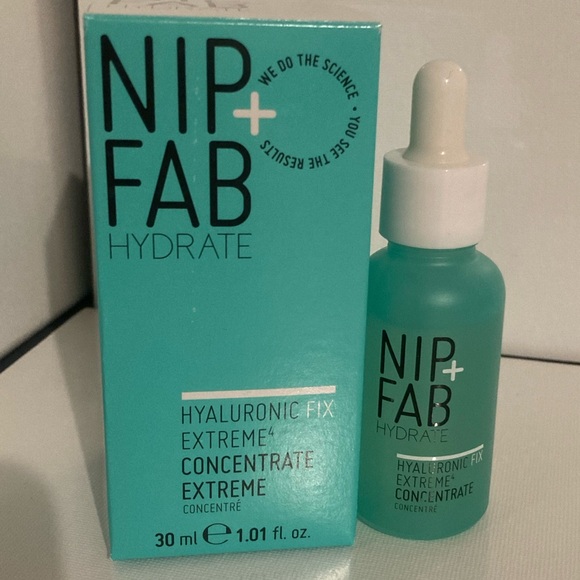 NIP+
FAB
HYDRATE
WE DO THE SCIENCE • YOU SEE THE RESULTS
HYALURONIC FIX
EXTREME⁴
CONCENTRATE
EXTREME
CONCENTRÉ
30 ml ℮ 1.01 fl. oz.
NIP+
FAB
HYDRATE
HYALURONIC FIX
EXTREME⁴
CONCENTRATE
CONCENTRÉ